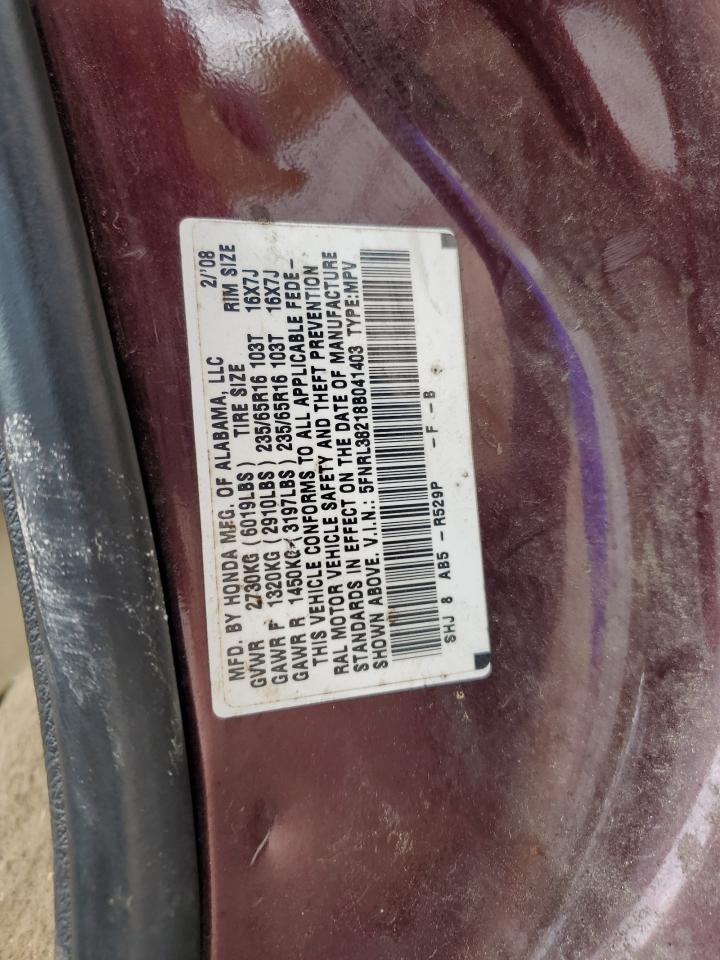 MFD. BY HONDA MFG. OF ALABAMA, LLC 2/'08
GVWR 2730KG (6019LBS) TIRE SIZE RIM SIZE
GAWR F 1320KG (2910LBS) 235/65R16 103T 16X7J
GAWR R 1450KG (3197LBS) 235/65R16 103T 16X7J
THIS VEHICLE CONFORMS TO ALL APPLICABLE FEDE-
RAL MOTOR VEHICLE SAFETY AND THEFT PREVENTION
STANDARDS IN EFFECT ON THE DATE OF MANUFACTURE
SHOWN ABOVE. V.I.N.: 5FNRL38218B041403 TYPE:MPV
SHJ 8 AB5 -R529P -F -B